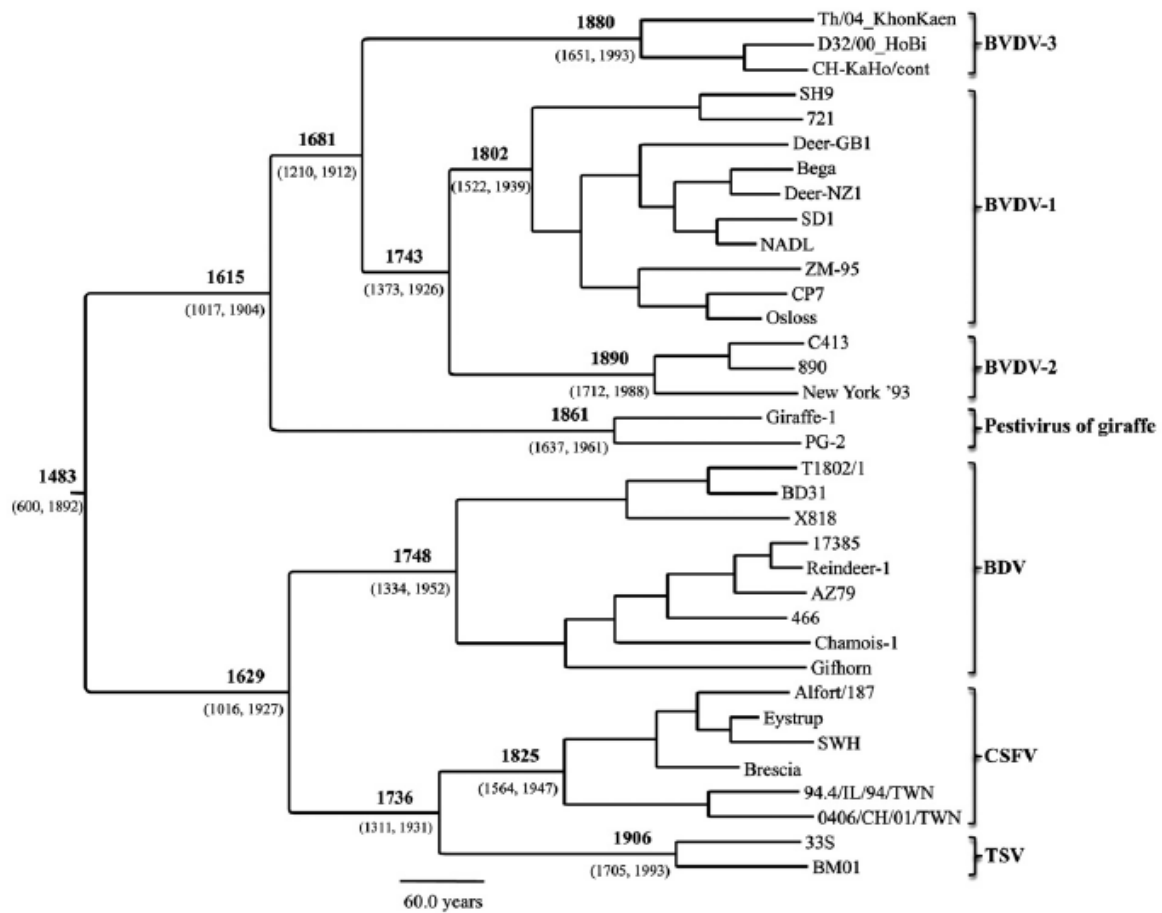 1880
(1651, 1993)
Th/04_KhonKaen
D32/00_HoBi
CH-KaHo/cont
BVDV-3
1681
(1210, 1912)
1802
(1522, 1939)
SH9
721
Deer-GB1
Bega
Deer-NZ1
SD1
NADL
ZM-95
CP7
Osloss
BVDV-1
1743
(1373, 1926)
1615
(1017, 1904)
1890
(1712, 1988)
C413
890
New York ’93
BVDV-2
1861
(1637, 1961)
Giraffe-1
PG-2
Pestivirus of giraffe
1483
(600, 1892)
T1802/1
BD31
X818
17385
Reindeer-1
AZ79
466
Chamois-1
Gifhorn
BDV
1748
(1334, 1952)
1629
(1016, 1927)
1825
(1564, 1947)
Alfort/187
Eystrup
SWH
Brescia
94.4/IL/94/TWN
0406/CH/01/TWN
CSFV
1736
(1311, 1931)
1906
(1705, 1993)
33S
BM01
TSV
60.0 years